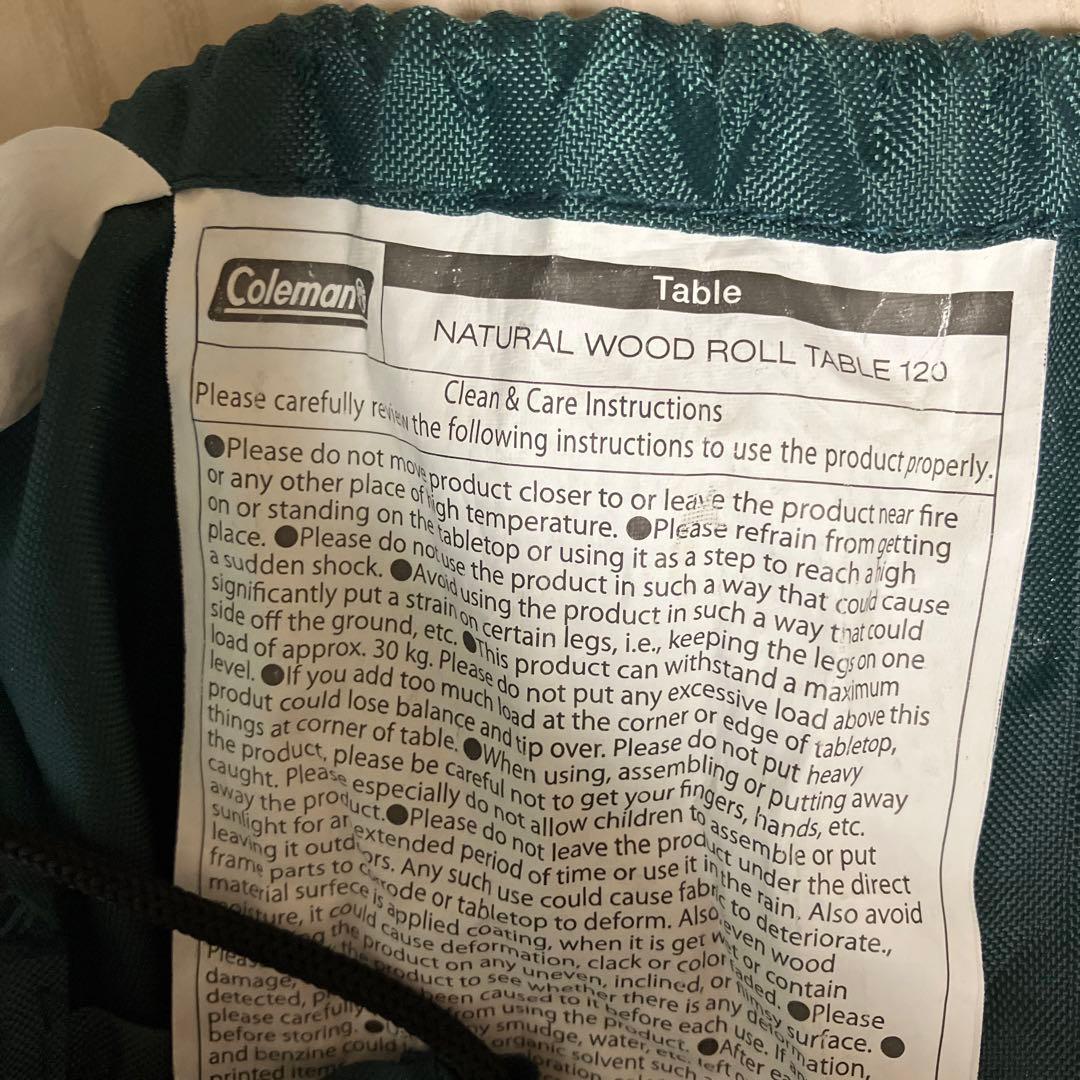 Coleman®
Table
NATURAL WOOD ROLL TABLE 120
Clean & Care Instructions
Please carefully review the following instructions to use the product properly.
●Please do not move product closer to or leave the product near fire
or any other place of high temperature. ●Please refrain from getting
on or standing on the tabletop or using it as a step to reach a high
place. ●Please do not use the product in such a way that could cause
a sudden shock. ●Avoid using the product in such a way that could
significantly put a strain on certain legs, i.e., keeping the legs on one
side off the ground, etc. ●This product can withstand a maximum
load of approx. 30 kg. Please do not put any excessive load above this
level. ●If you add too much load at the corner or edge of tabletop,
produt could lose balance and tip over. Please do not put heavy
things at corner of table. ●When using, assembling or putting away
the product, please be careful not to get your fingers, hands, etc.
caught. Please especially do not allow children to assemble or put
away the product. ●Please do not leave the product under the direct
sunlight for an extended period of time or use it in the rain. Also avoid
leaving it outdoors. Any such use could cause fabric to deteriorate.,
frame parts to corrode or tabletop to deform. Also, even wood
material surfece is applied coating, when it is get wet or contain
moisture, it could cause deformation, clack or color faded. ●Please
the product on any uneven, inclined, or flimsy surface. ●
Please the product to see whether there is any deformation,
damage, been caused to it before each use. If any
detected, from using the product. ●After
please carefully any smudge, water, etc. left
before storing. ● organic solvent such
and benzine could
printed